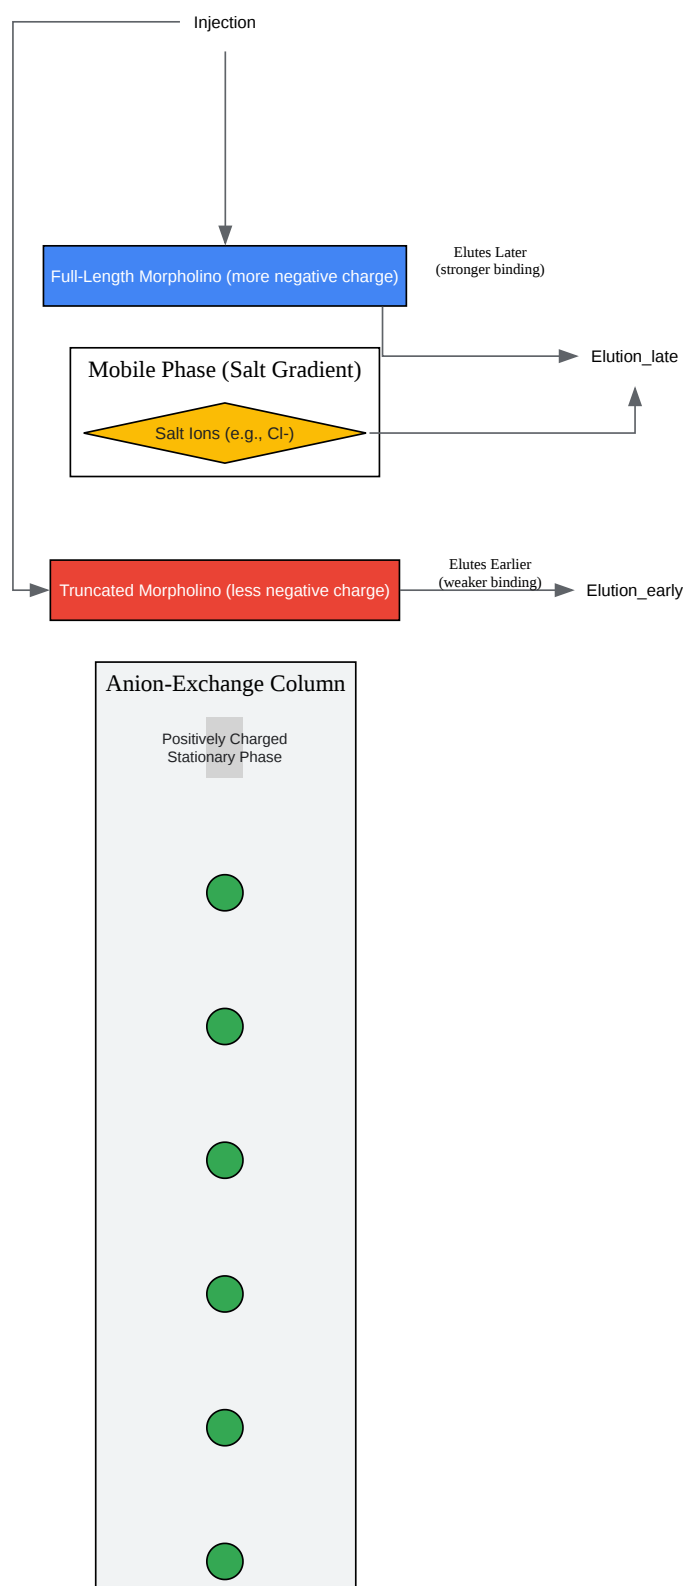 Injection
Full-Length Morpholino (more negative charge)
Elutes Later
(stronger binding)
Mobile Phase (Salt Gradient)
Elution_late
Salt Ions (e.g., Cl-)
Truncated Morpholino (less negative charge)
Elutes Earlier
(weaker binding)
Elution_early
Anion-Exchange Column
Positively Charged
Stationary Phase